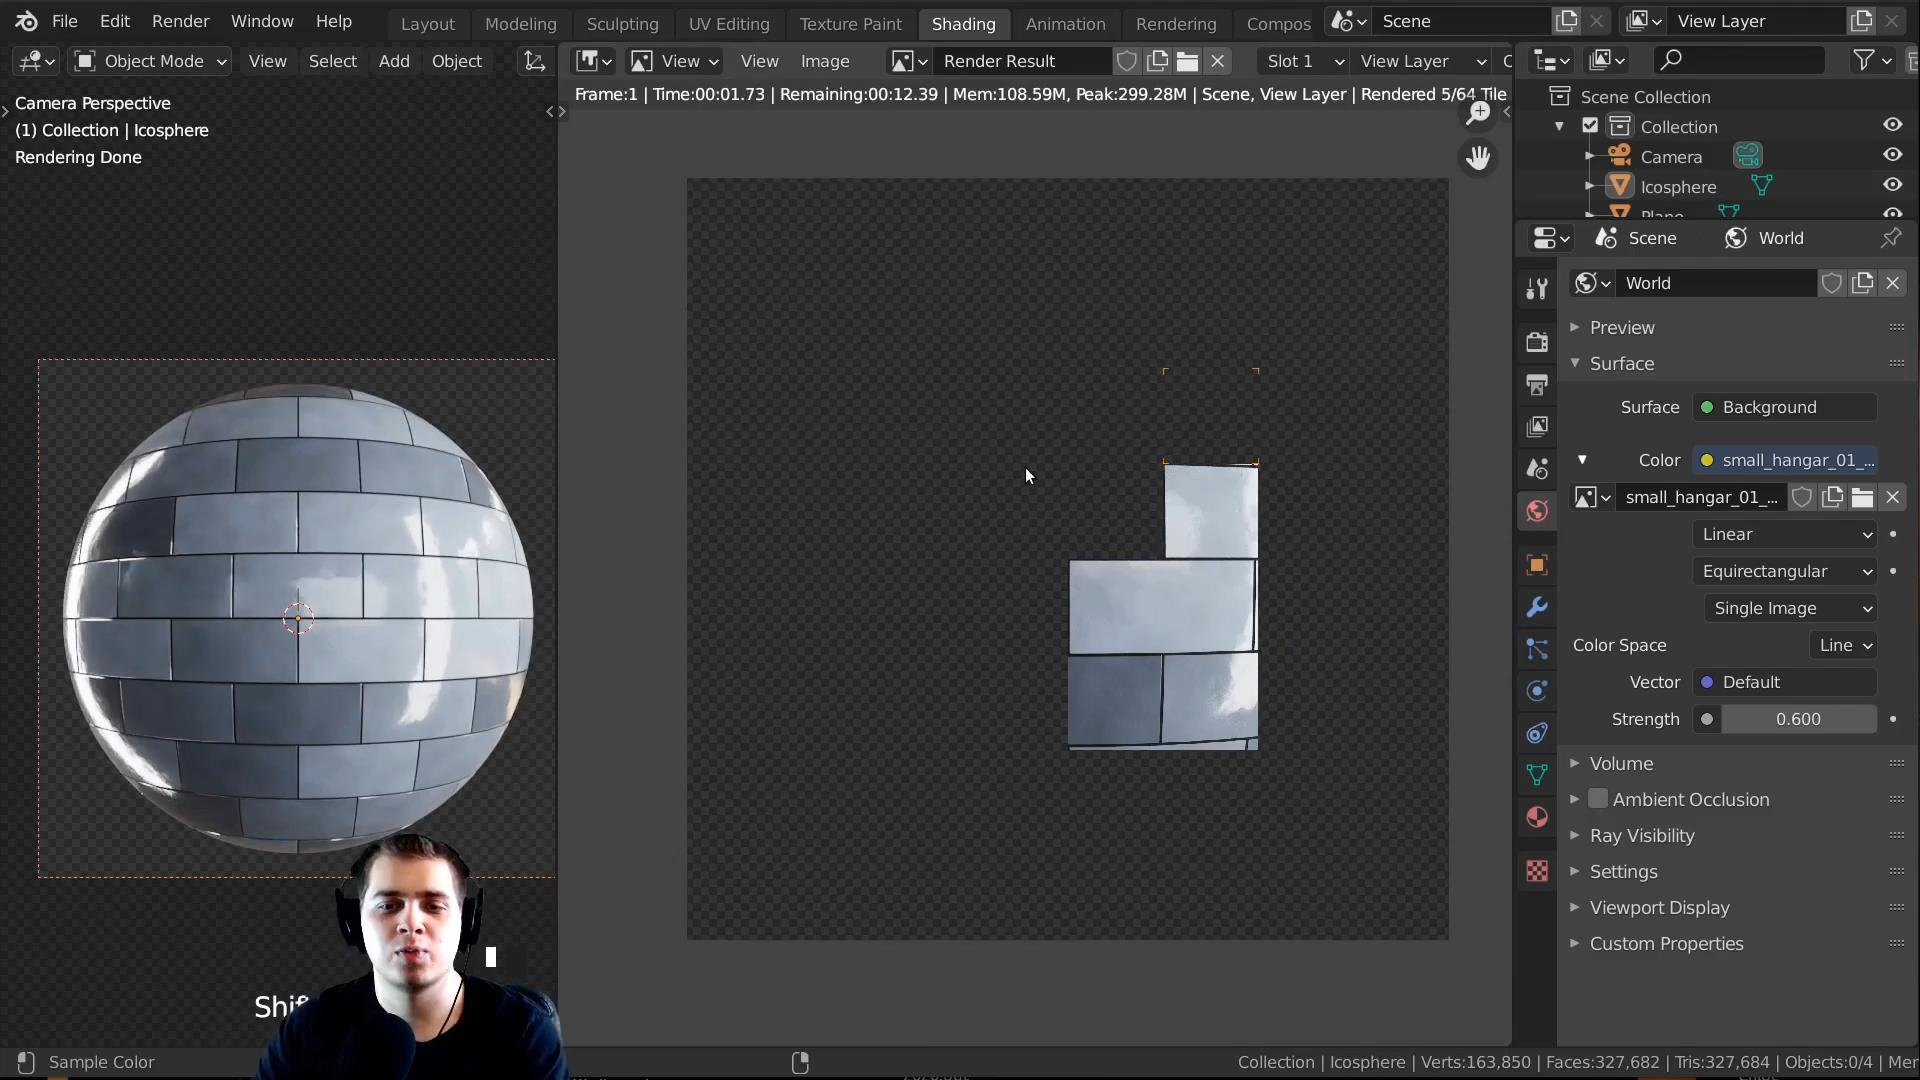 File Edit Render Window Help Layout Modeling Sculpting UV Editing Texture Paint Shading Animation Rendering Compos Scene View Layer
Object Mode View Select Add Object View View Image Render Result Slot 1 View Layer
Camera Perspective
(1) Collection | Icosphere
Rendering Done
Frame:1 | Time:00:01.73 | Remaining:00:12.39 | Mem:108.59M, Peak:299.28M | Scene, View Layer | Rendered 5/64 Tile
Scene Collection
Collection
Camera
Icosphere
Plane
Scene World
World
Preview
Surface
Surface Background
Color small_hangar_01_...
small_hangar_01_...
Linear
Equirectangular
Single Image
Color Space Line
Vector Default
Strength 0.600
Volume
Ambient Occlusion
Ray Visibility
Settings
Viewport Display
Custom Properties
Shif
Sample Color
Collection | Icosphere | Verts:163,850 | Faces:327,682 | Tris:327,684 | Objects:0/4 | Mer